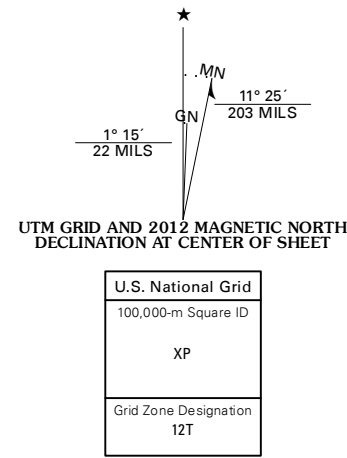 ★
MN
GN
11° 25´
203 MILS
1° 15´
22 MILS
UTM GRID AND 2012 MAGNETIC NORTH
DECLINATION AT CENTER OF SHEET
U.S. National Grid
100,000-m Square ID
XP
Grid Zone Designation
12T